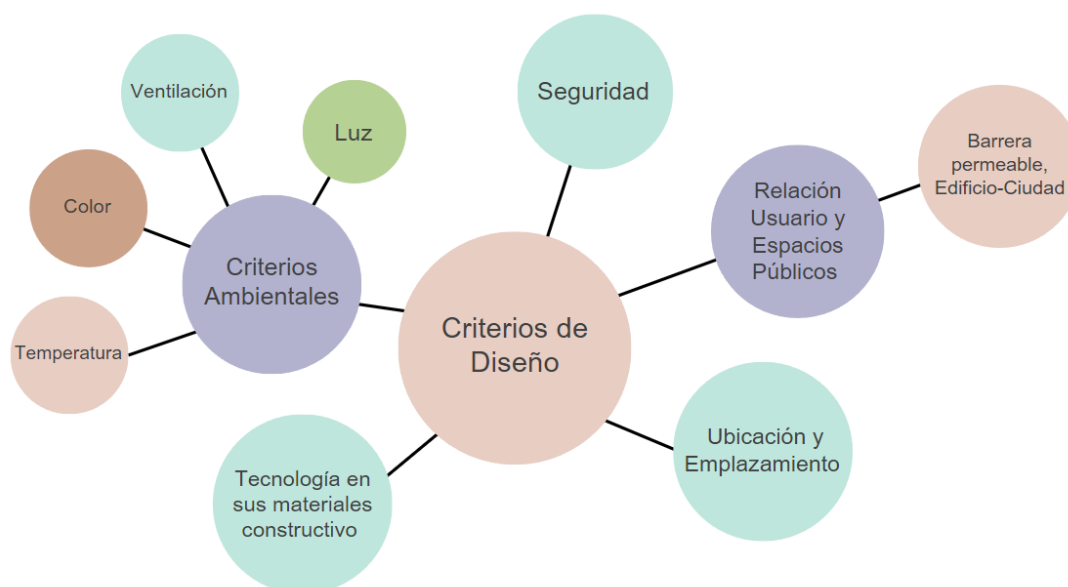 Ventilación
Luz
Color
Criterios
Ambientales
Temperatura
Seguridad
Barrera
permeable,
Edificio-Ciudad
Relación
Usuario y
Espacios
Públicos
Criterios de
Diseño
Ubicación y
Emplazamiento
Tecnología en
sus materiales
constructivo